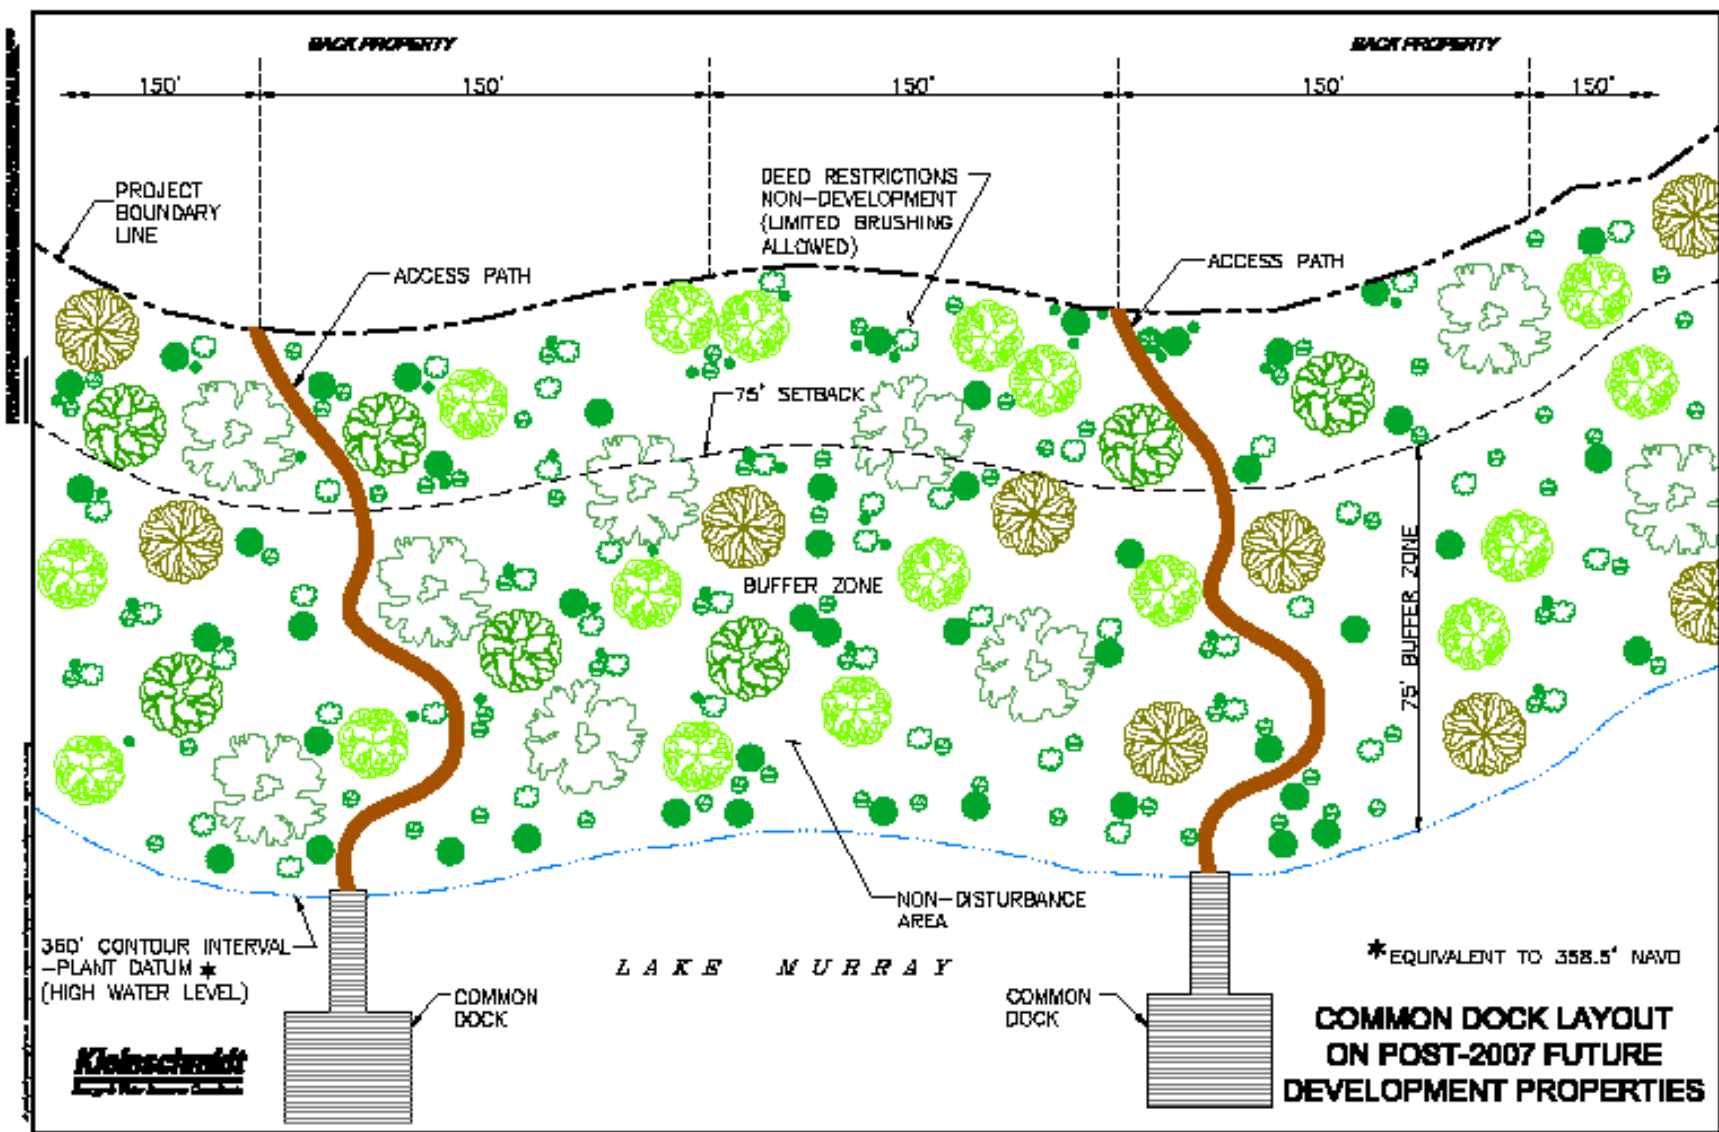 BACK PROPERTY
BACK PROPERTY
150'
150'
150'
150'
150'
PROJECT
BOUNDARY
LINE
DEED RESTRICTIONS
NON-DEVELOPMENT
(LIMITED BRUSHING
ALLOWED)
ACCESS PATH
ACCESS PATH
75' SETBACK
BUFFER ZONE
75' BUFFER ZONE
NON-DISTURBANCE
AREA
360' CONTOUR INTERVAL
-PLANT DATUM *
(HIGH WATER LEVEL)
LAKE MURRAY
* EQUIVALENT TO 358.5' NAVD
COMMON
DOCK
COMMON
DOCK
COMMON DOCK LAYOUT
ON POST-2007 FUTURE
DEVELOPMENT PROPERTIES
Kleinschmidt